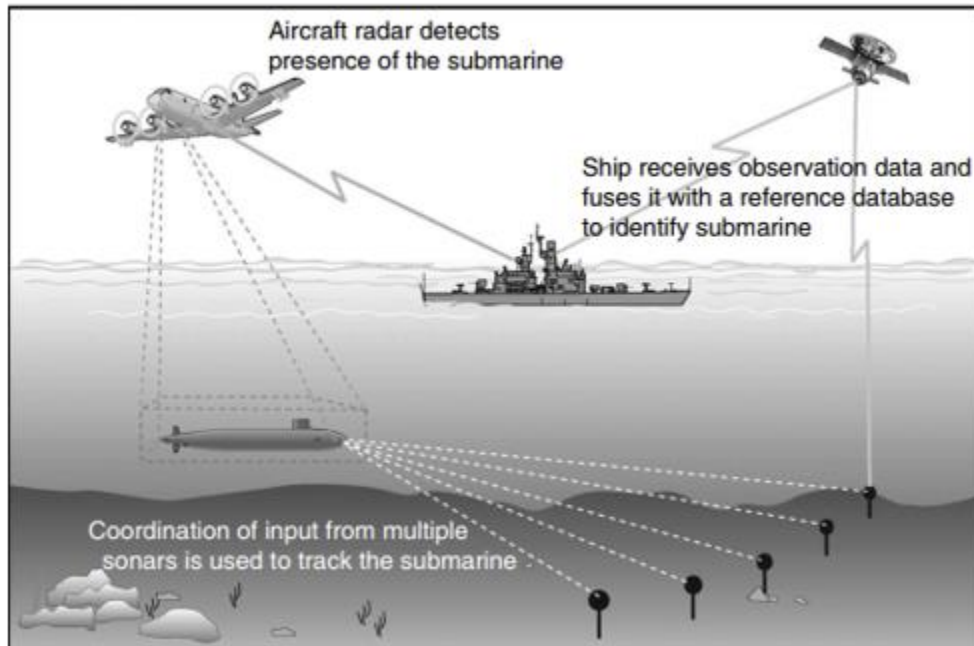 Aircraft radar detects
presence of the submarine
Ship receives observation data and
fuses it with a reference database
to identify submarine
Coordination of input from multiple
sonars is used to track the submarine